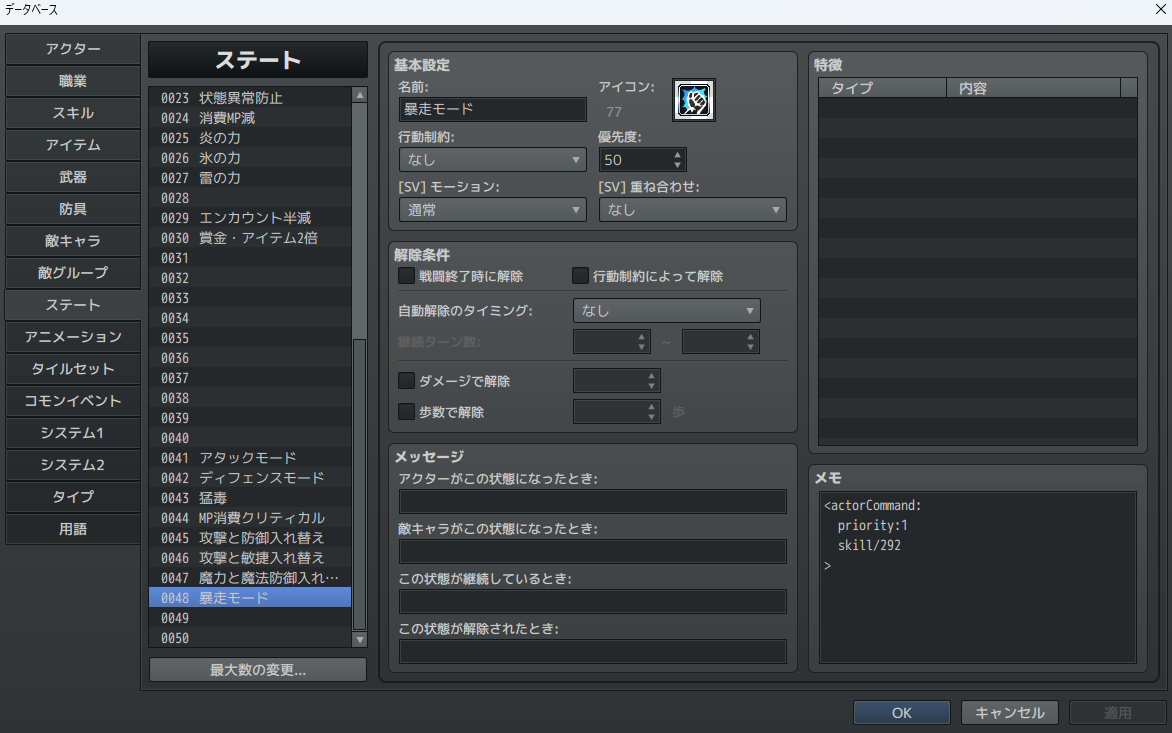 データベース
アクター
職業
スキル
アイテム
武器
防具
敵キャラ
敵グループ
ステート
アニメーション
タイルセット
コモンイベント
システム1
システム2
タイプ
用語
ステート
0023 状態異常防止
0024 消費MP減
0025 炎の力
0026 氷の力
0027 雷の力
0028
0029 エンカウント半減
0030 賞金・アイテム2倍
0031
0032
0033
0034
0035
0036
0037
0038
0039
0040
0041 アタックモード
0042 ディフェンスモード
0043 猛毒
0044 MP消費クリティカル
0045 攻撃と防御入れ替え
0046 攻撃と敏捷入れ替え
0047 魔力と魔法防御入れ…
0048 暴走モード
0049
0050
最大数の変更...
基本設定
名前:
アイコン:
暴走モード
77
行動制約:
優先度:
なし
50
[SV] モーション:
[SV] 重ね合わせ:
通常
なし
解除条件
戦闘終了時に解除
行動制約によって解除
自動解除のタイミング:
なし
継続ターン数:
~
ダメージで解除
歩数で解除
歩
メッセージ
アクターがこの状態になったとき:
敵キャラがこの状態になったとき:
この状態が継続しているとき:
この状態が解除されたとき:
特徴
タイプ 内容
メモ
<actorCommand:
priority:1
skill/292
>
OK
キャンセル
適用